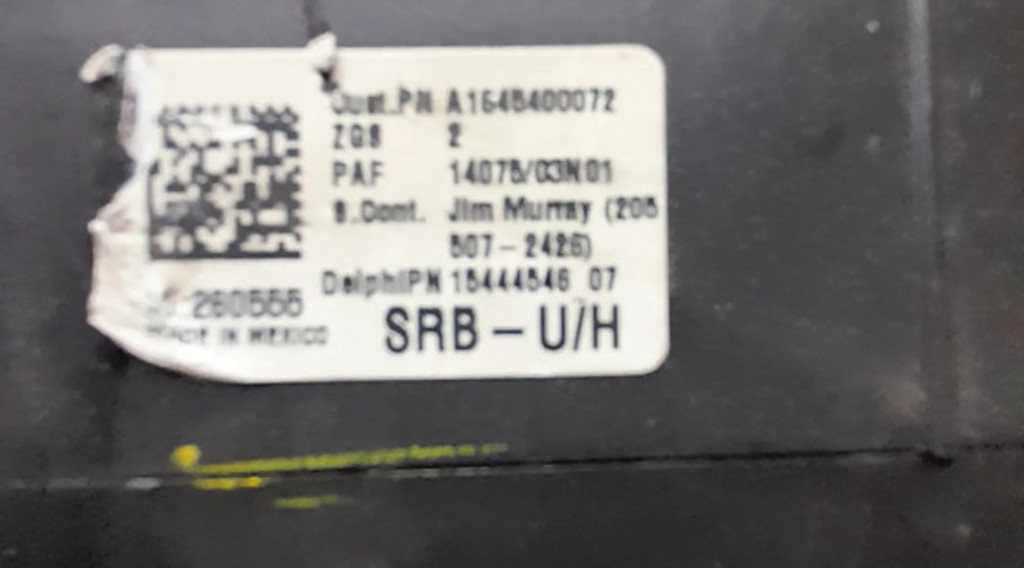 Cust.PN A1645400072
ZGS 2
PAF 14075/03N01
S.Cont. Jim Murray (205
507-2426)
DelphiPN 15444546 07
260555
MADE IN MEXICO
SRB-U/H